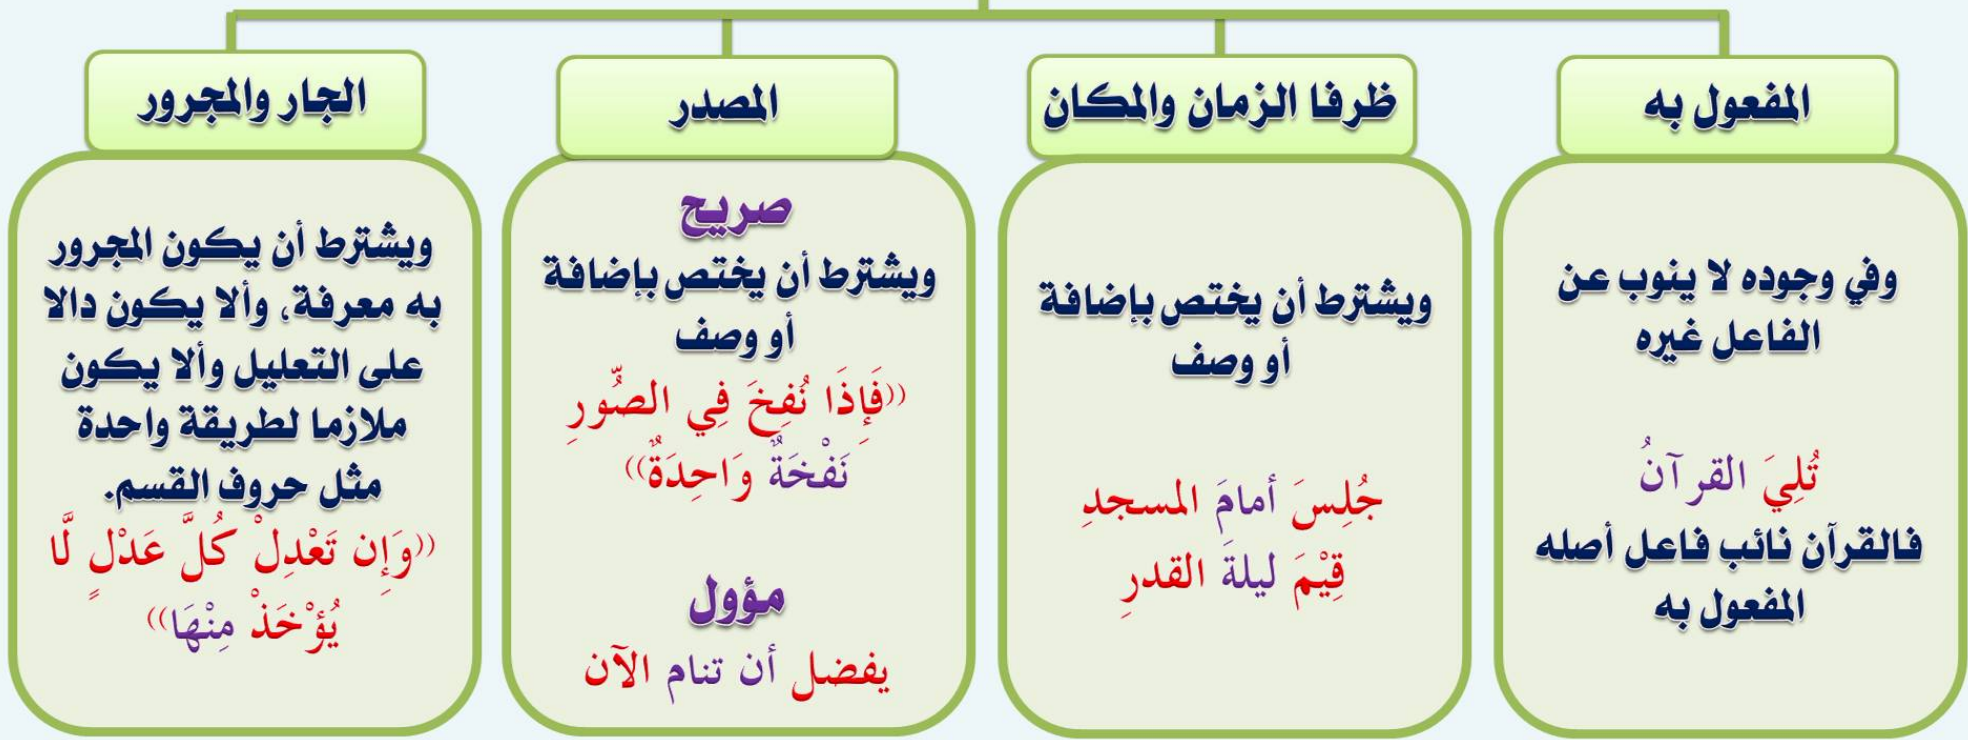 المفعول به
وفي وجوده لا ينوب عن
الفاعل غيره
تُلِيَ القرآنُ
فالقرآن نائب فاعل أصله
المفعول به
ظرفا الزمان والمكان
ويشترط أن يختص بإضافة
أو وصف
جُلِسَ أمامَ المسجدِ
قِيْمَ ليلةَ القدرِ
المصدر
صريح
ويشترط أن يختص بإضافة
أو وصف
((فَإِذَا نُفِخَ فِي الصُّورِ
نَفْخَةٌ وَاحِدَةٌ))
مؤول
يفضل أن تنام الآن
الجار والمجرور
ويشترط أن يكون المجرور
به معرفة، وألا يكون دالا
على التعليل وألا يكون
ملازما لطريقة واحدة
مثل حروف القسم.
((وَإِن تَعْدِلْ كُلَّ عَدْلٍ لَّا
يُؤْخَذْ مِنْهَا))